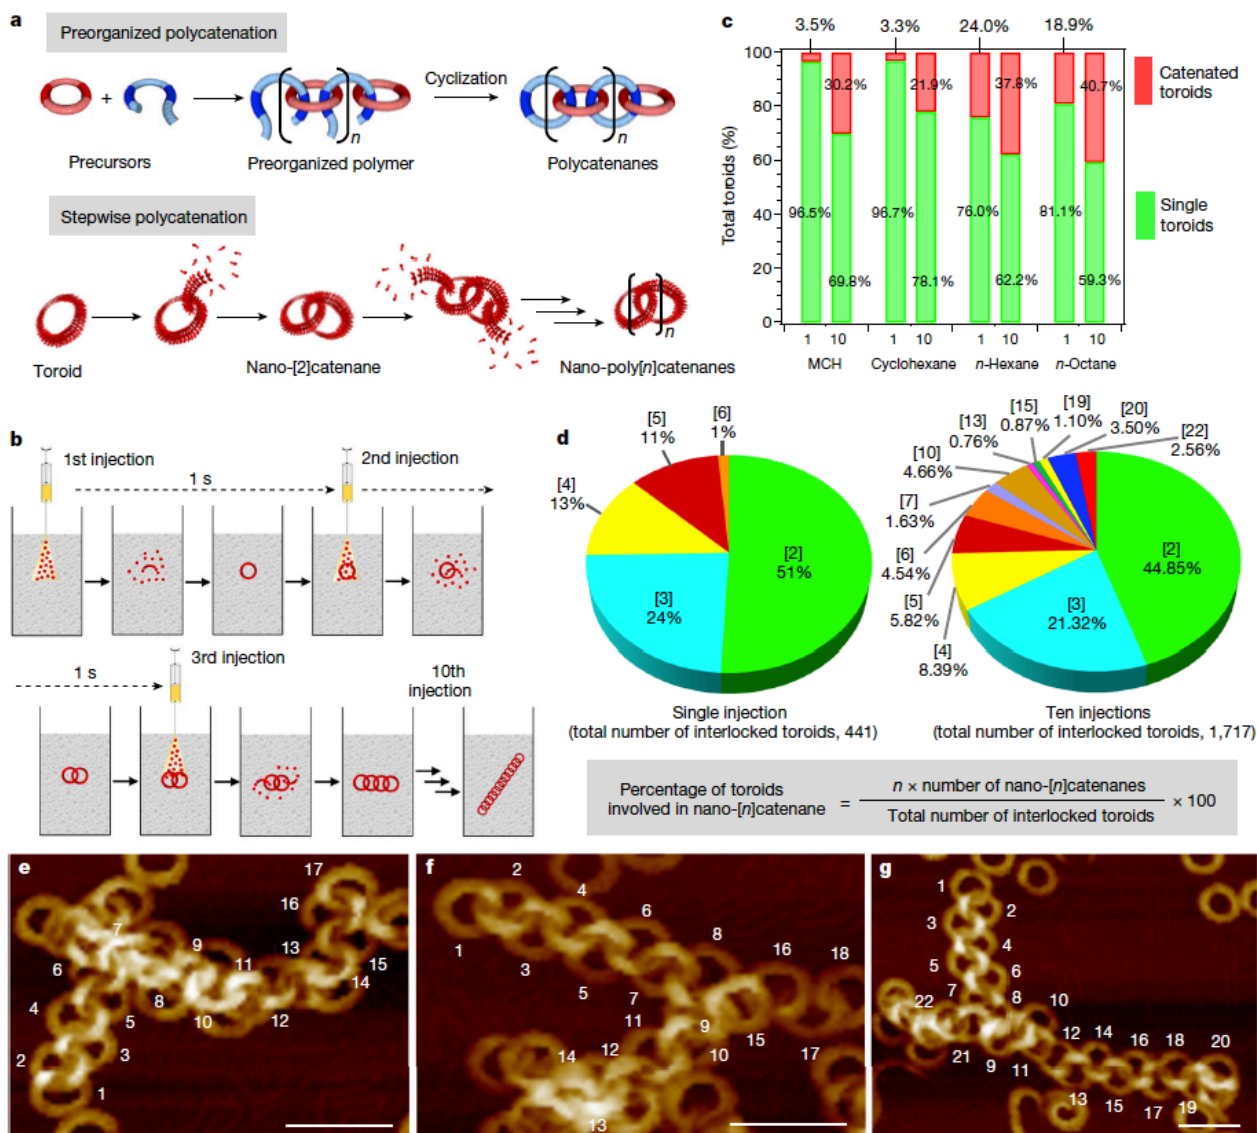 a
Preorganized polycatenation
+
Cyclization
n
n
Precursors
Preorganized polymer
Polycatenanes
Stepwise polycatenation
n
Toroid
Nano-[2]catenane
Nano-poly[n]catenanes
b
1st injection
1 s
2nd injection
1 s
3rd injection
10th
injection
c
3.5%
3.3%
24.0%
18.9%
100
80
60
40
20
0
Total toroids (%)
30.2%
21.9%
37.8%
40.7%
96.5%
96.7%
76.0%
81.1%
69.8%
78.1%
62.2%
59.3%
1 10 1 10 1 10 1 10
MCH Cyclohexane n-Hexane n-Octane
Catenated
toroids
Single
toroids
d
[2]
51%
[3]
24%
[4]
13%
[5]
11%
[6]
1%
Single injection
(total number of interlocked toroids, 441)
[2]
44.85%
[3]
21.32%
[4]
8.39%
[5]
5.82%
[6]
4.54%
[7]
1.63%
[10]
4.66%
[13]
0.76%
[15]
0.87%
[19]
1.10%
[20]
3.50%
[22]
2.56%
Ten injections
(total number of interlocked toroids, 1,717)
Percentage of toroids
involved in nano-[n]catenane
=
n × number of nano-[n]catenanes
Total number of interlocked toroids
× 100
e
1
2
3
4
5
6
7
8
9
10
11
12
13
14
15
16
17
f
1
2
3
4
5
6
7
8
9
10
11
12
13
14
15
16
17
18
g
1
2
3
4
5
6
7
8
9
10
11
12
13
14
15
16
17
18
19
20
21
22